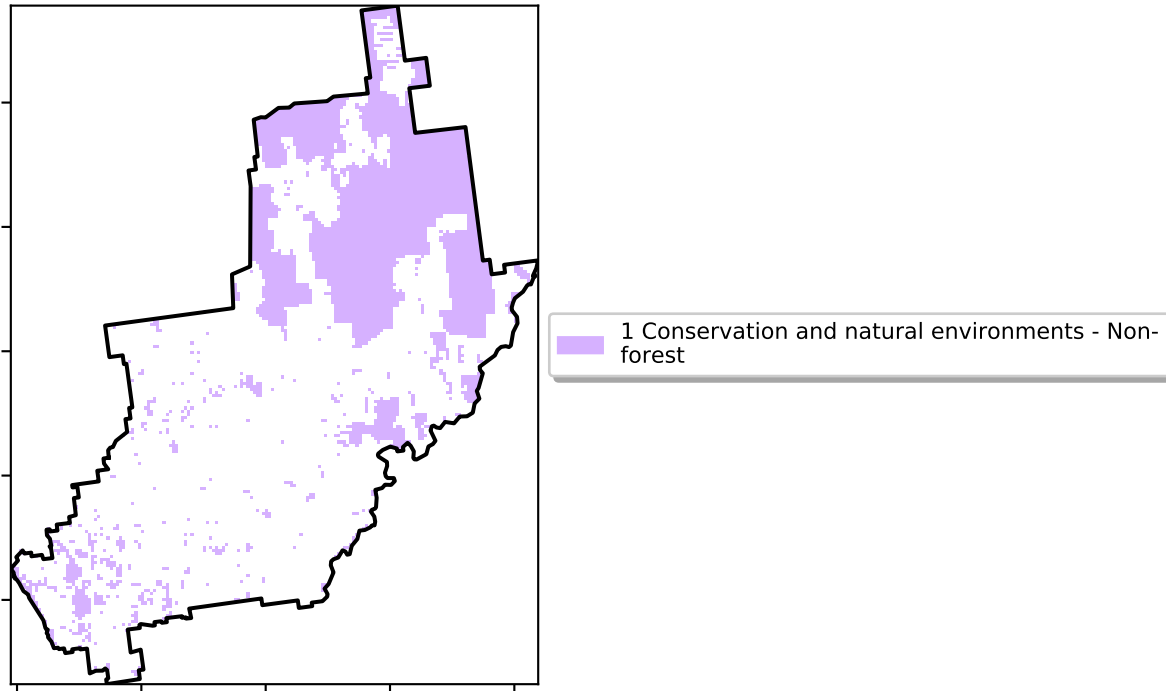 1 Conservation and natural environments - Non-
forest